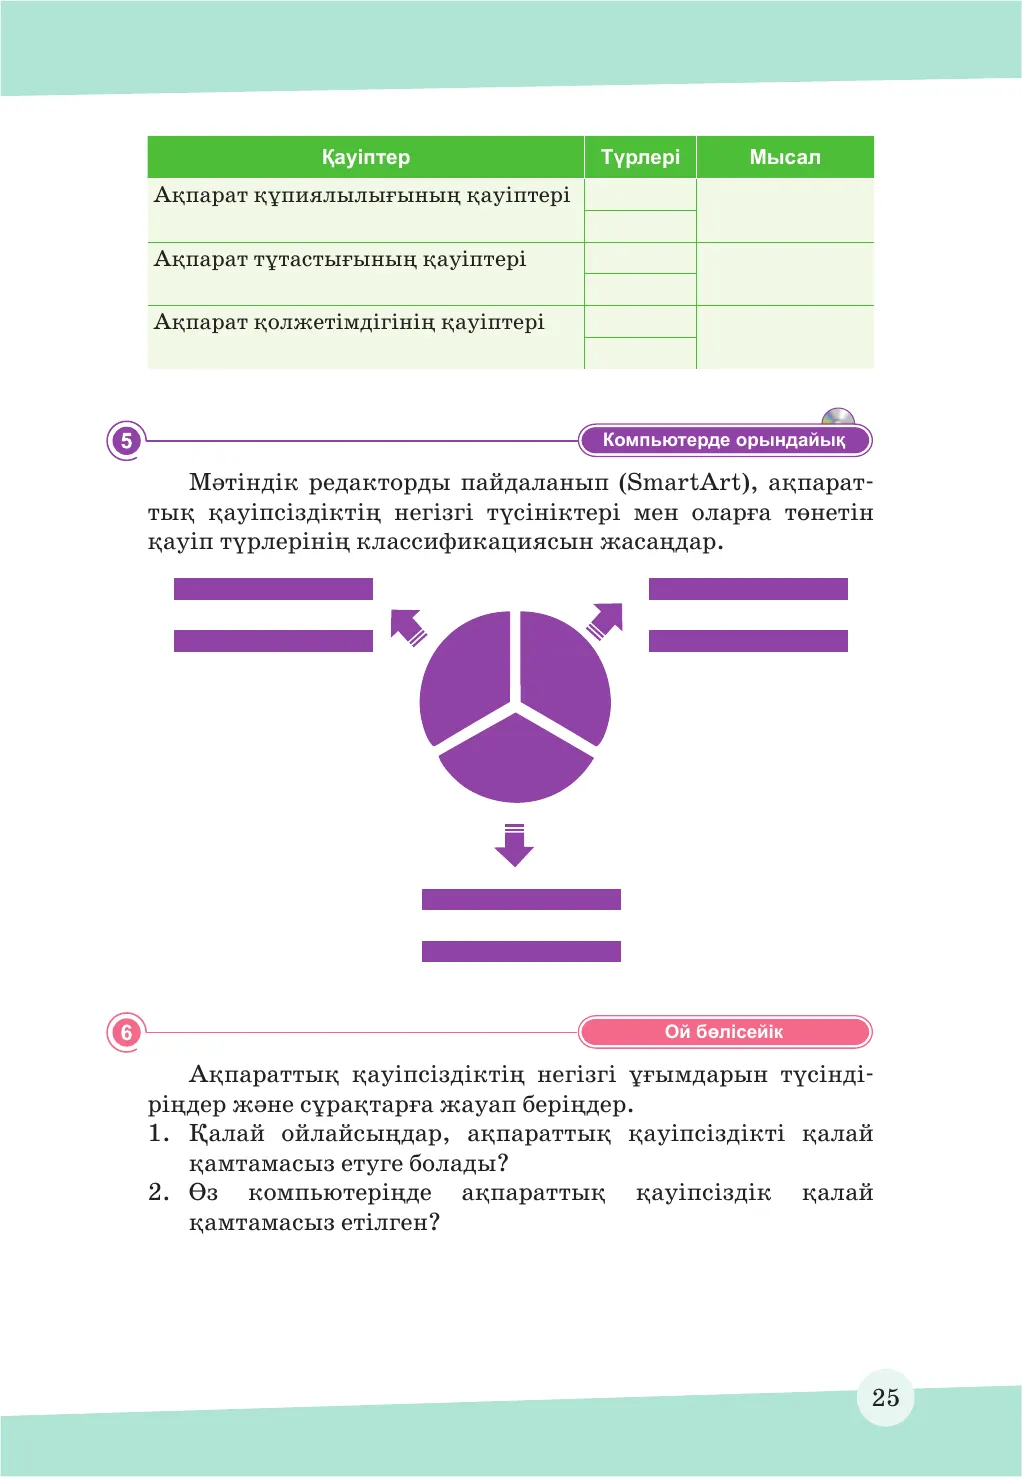 Қауіптер Түрлері Мысал
Ақпарат құпиялылығының қауіптері
Ақпарат тұтастығының қауіптері
Ақпарат қолжетімдігінің қауіптері
5 Компьютерде орындайық
Мәтіндік редакторды пайдаланып (SmartArt), ақпарат-
тық қауіпсіздіктің негізгі түсініктері мен оларға төнетін
қауіп түрлерінің классификациясын жасаңдар.
6 Ой бөлісейік
Ақпараттық қауіпсіздіктің негізгі ұғымдарын түсінді-
ріңдер және сұрақтарға жауап беріңдер.
1. Қалай ойлайсыңдар, ақпараттық қауіпсіздікті қалай
қамтамасыз етуге болады?
2. Өз компьютеріңде ақпараттық қауіпсіздік қалай
қамтамасыз етілген?
25